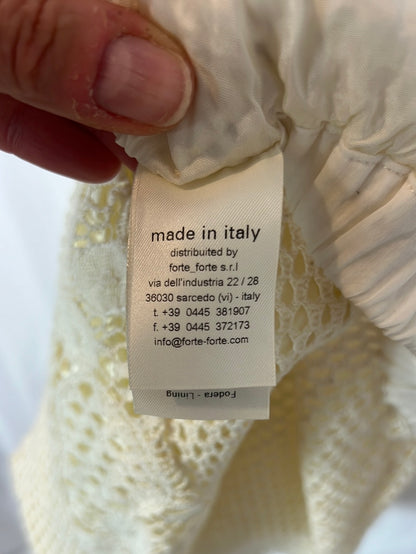 made in italy
distribuited by
forte_forte s.r.l
via dell'industria 22 / 28
36030 sarcedo (vi) - italy
t. +39 0445 381907
f. +39 0445 372173
info@forte-forte.com
Fodera - Lining